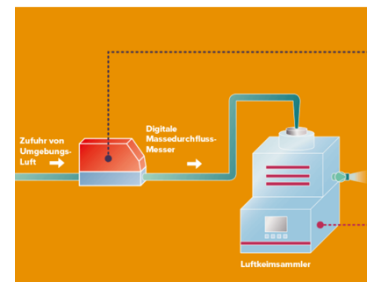 Zufuhr von
Umgebungs-
Luft
Digitale
Massedurchfluss-
Messer
Luftkeimsammler